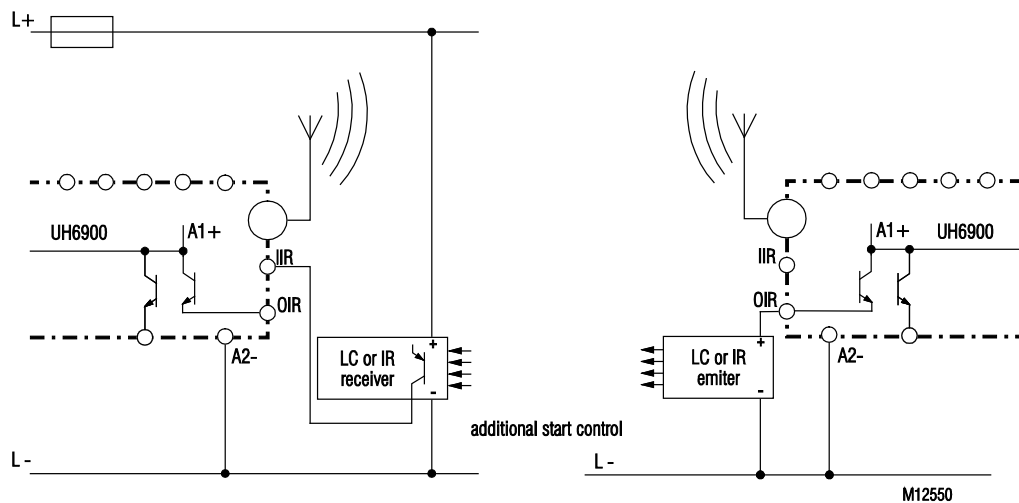 L+
UH6900
A1+
IIR
OIR
A2-
LC or IR
receiver
+
-
L -
additional start control
A1+
UH6900
IIR
OIR
A2-
LC or IR
emiter
+
-
L -
M12550